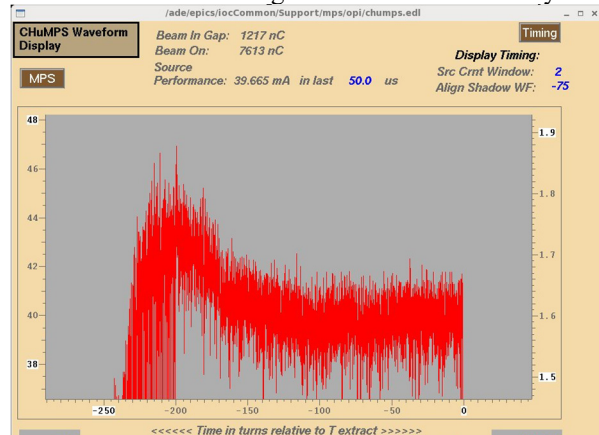 /ade/epics/iocCommon/Support/mps/opi/chumps.edl
CHuMPS Waveform
Display
Beam In Gap: 1217 nC
Beam On: 7613 nC
Source
Performance: 39.665 mA in last 50.0 us
Timing
Display Timing:
Src Crnt Window: 2
Align Shadow WF: -75
MPS
48
46
44
42
40
38
1.9
1.8
1.7
1.6
1.5
-250 -200 -150 -100 -50 0
<<<<<< Time in turns relative to T extract >>>>>>